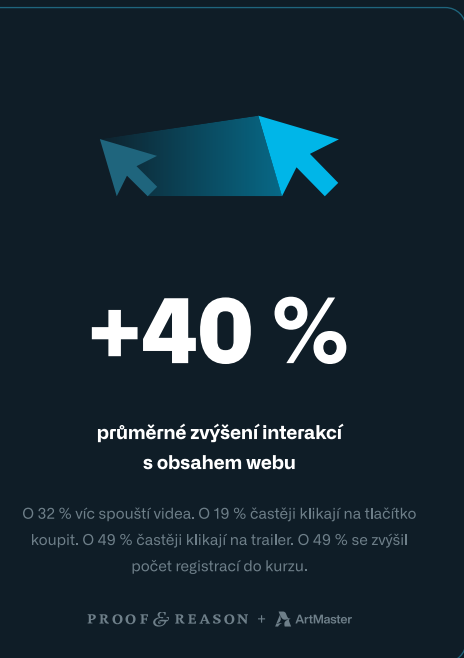 +40 %
průměrné zvýšení interakcí
s obsahem webu
O 32 % víc spouští videa. O 19 % častěji klikají na tlačítko
koupit. O 49 % častěji klikají na trailer. O 49 % se zvýšil
počet registrací do kurzu.
PROOF & REASON + ArtMaster